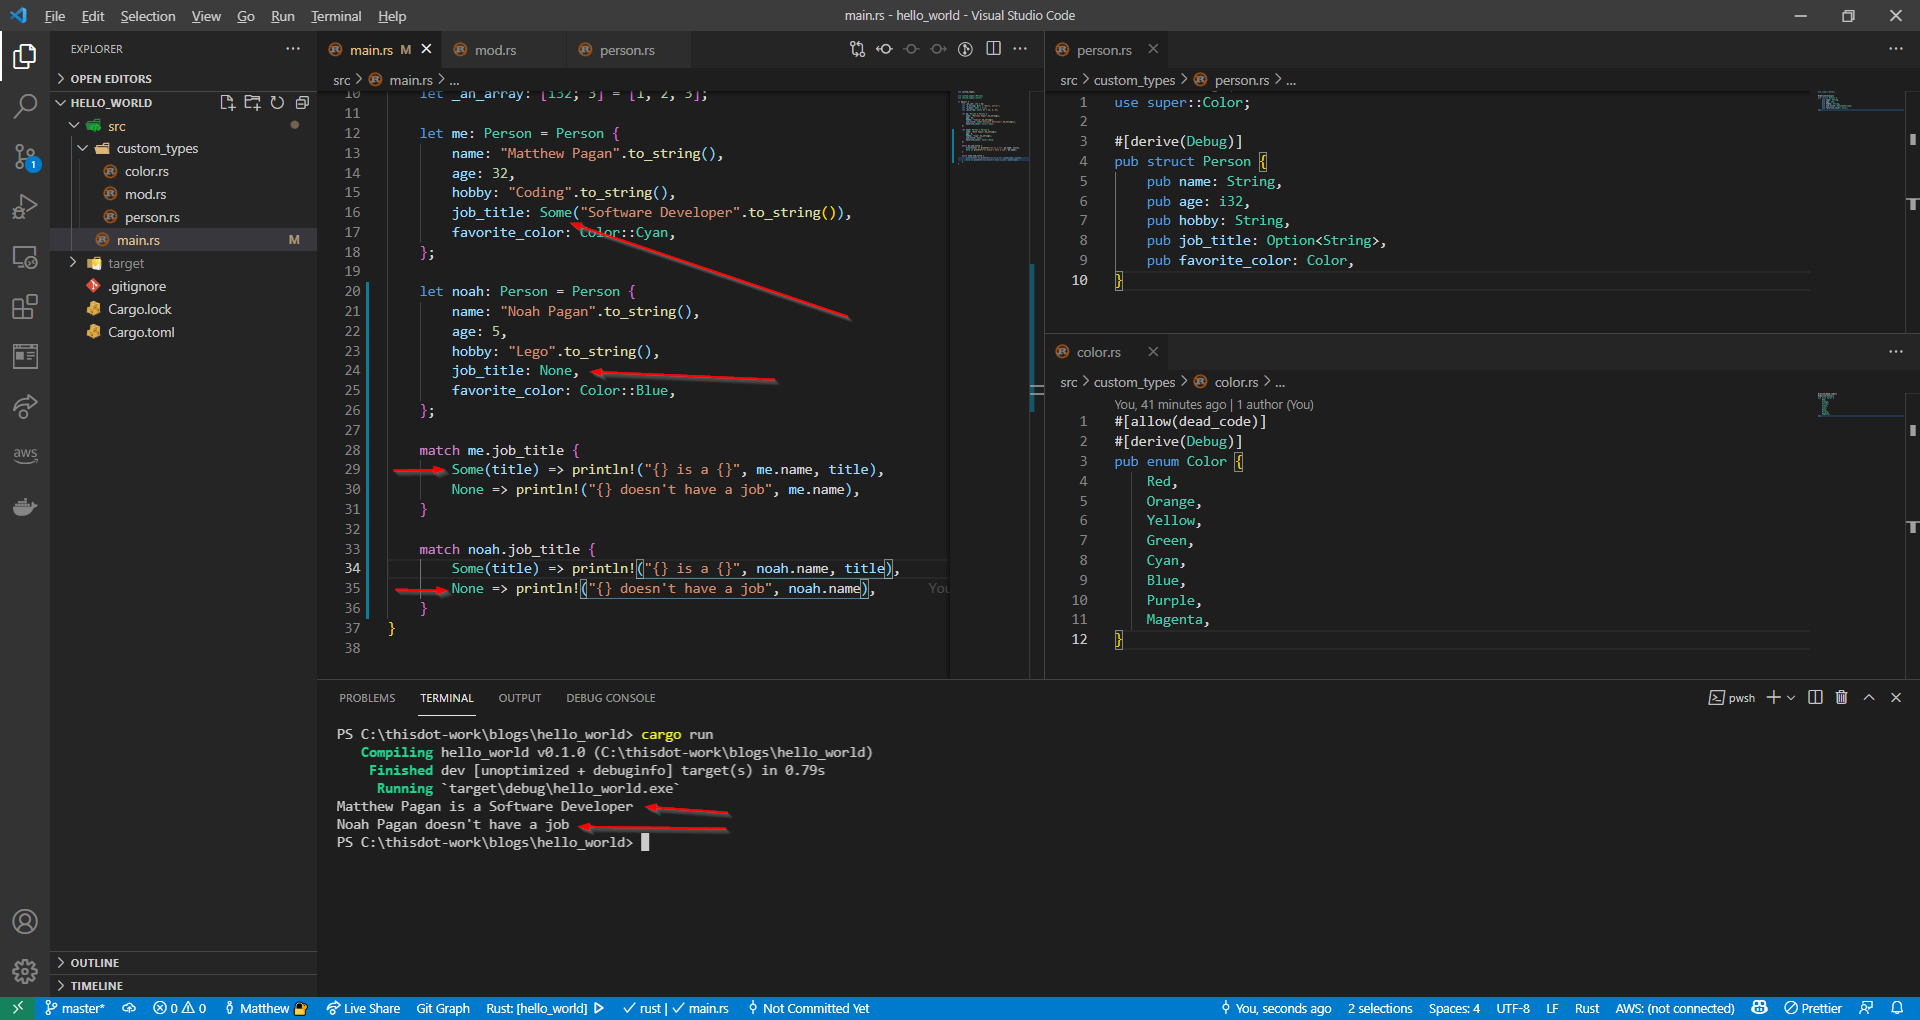 File Edit Selection View Go Run Terminal Help
main.rs - hello_world - Visual Studio Code
EXPLORER
OPEN EDITORS
HELLO_WORLD
src
custom_types
color.rs
mod.rs
person.rs
main.rs M
target
.gitignore
Cargo.lock
Cargo.toml
OUTLINE
TIMELINE
1
aws
main.rs M
mod.rs
person.rs
src > main.rs > ...
10 let _an_array: [i32; 3] = [1, 2, 3];
11
12 let me: Person = Person {
13 name: "Matthew Pagan".to_string(),
14 age: 32,
15 hobby: "Coding".to_string(),
16 job_title: Some("Software Developer".to_string()),
17 favorite_color: Color::Cyan,
18 };
19
20 let noah: Person = Person {
21 name: "Noah Pagan".to_string(),
22 age: 5,
23 hobby: "Lego".to_string(),
24 job_title: None,
25 favorite_color: Color::Blue,
26 };
27
28 match me.job_title {
29 Some(title) => println!("{} is a {}", me.name, title),
30 None => println!("{} doesn't have a job", me.name),
31 }
32
33 match noah.job_title {
34 Some(title) => println!("{} is a {}", noah.name, title),
35 None => println!("{} doesn't have a job", noah.name), You
36 }
37 }
38
person.rs
src > custom_types > person.rs > ...
1 use super::Color;
2
3 #[derive(Debug)]
4 pub struct Person {
5 pub name: String,
6 pub age: i32,
7 pub hobby: String,
8 pub job_title: Option<String>,
9 pub favorite_color: Color,
10 }
color.rs
src > custom_types > color.rs > ...
You, 41 minutes ago | 1 author (You)
1 #[allow(dead_code)]
2 #[derive(Debug)]
3 pub enum Color {
4 Red,
5 Orange,
6 Yellow,
7 Green,
8 Cyan,
9 Blue,
10 Purple,
11 Magenta,
12 }
PROBLEMS TERMINAL OUTPUT DEBUG CONSOLE
pwsh
PS C:\thisdot-work\blogs\hello_world> cargo run
Compiling hello_world v0.1.0 (C:\thisdot-work\blogs\hello_world)
Finished dev [unoptimized + debuginfo] target(s) in 0.79s
Running `target\debug\hello_world.exe`
Matthew Pagan is a Software Developer
Noah Pagan doesn't have a job
PS C:\thisdot-work\blogs\hello_world>
master* 0 0 Matthew Live Share Git Graph Rust: [hello_world] rust | main.rs Not Committed Yet You, seconds ago 2 selections Spaces: 4 UTF-8 LF Rust AWS: (not connected) Prettier